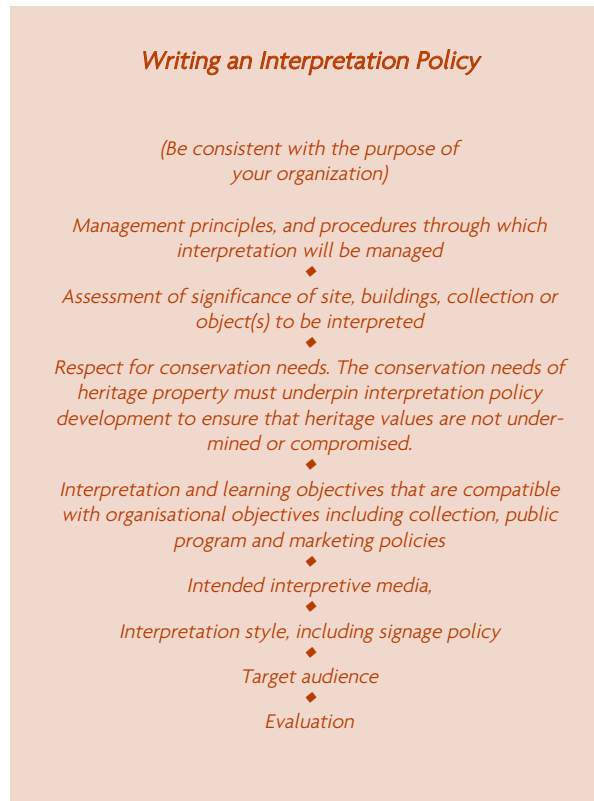 Writing an Interpretation Policy
(Be consistent with the purpose of
your organization)
Management principles, and procedures through which
interpretation will be managed
◆
Assessment of significance of site, buildings, collection or
object(s) to be interpreted
◆
Respect for conservation needs. The conservation needs of
heritage property must underpin interpretation policy
development to ensure that heritage values are not under-
mined or compromised.
◆
Interpretation and learning objectives that are compatible
with organisational objectives including collection, public
program and marketing policies
◆
Intended interpretive media,
◆
Interpretation style, including signage policy
◆
Target audience
◆
Evaluation